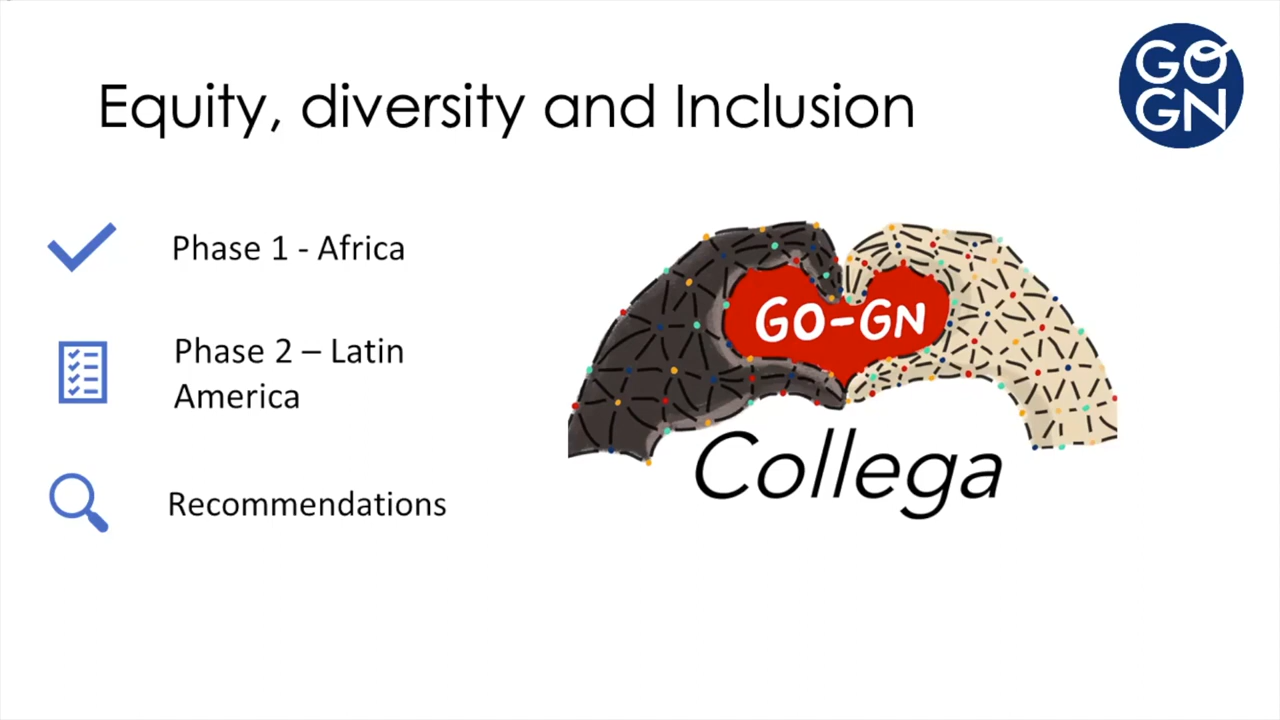 GO
GN
Equity, diversity and Inclusion
Phase 1 - Africa
Phase 2 – Latin
America
Recommendations
GO-GN
Collega